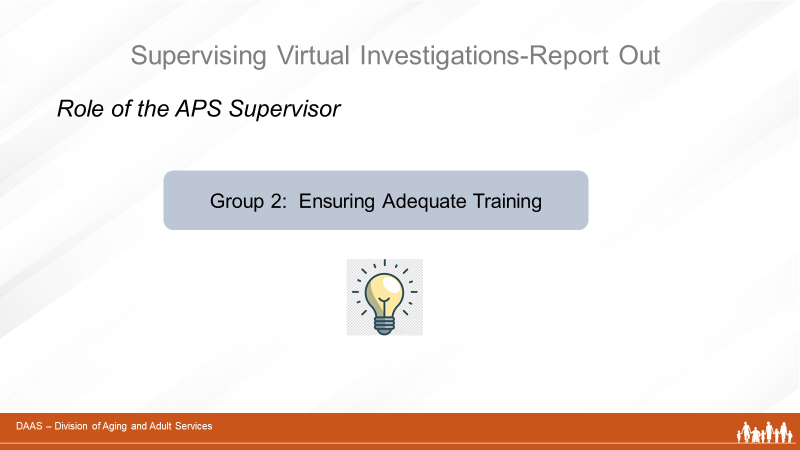 Supervising Virtual Investigations-Report Out
Role of the APS Supervisor
Group 2:  Ensuring Adequate Training
DAAS – Division of Aging and Adult Services